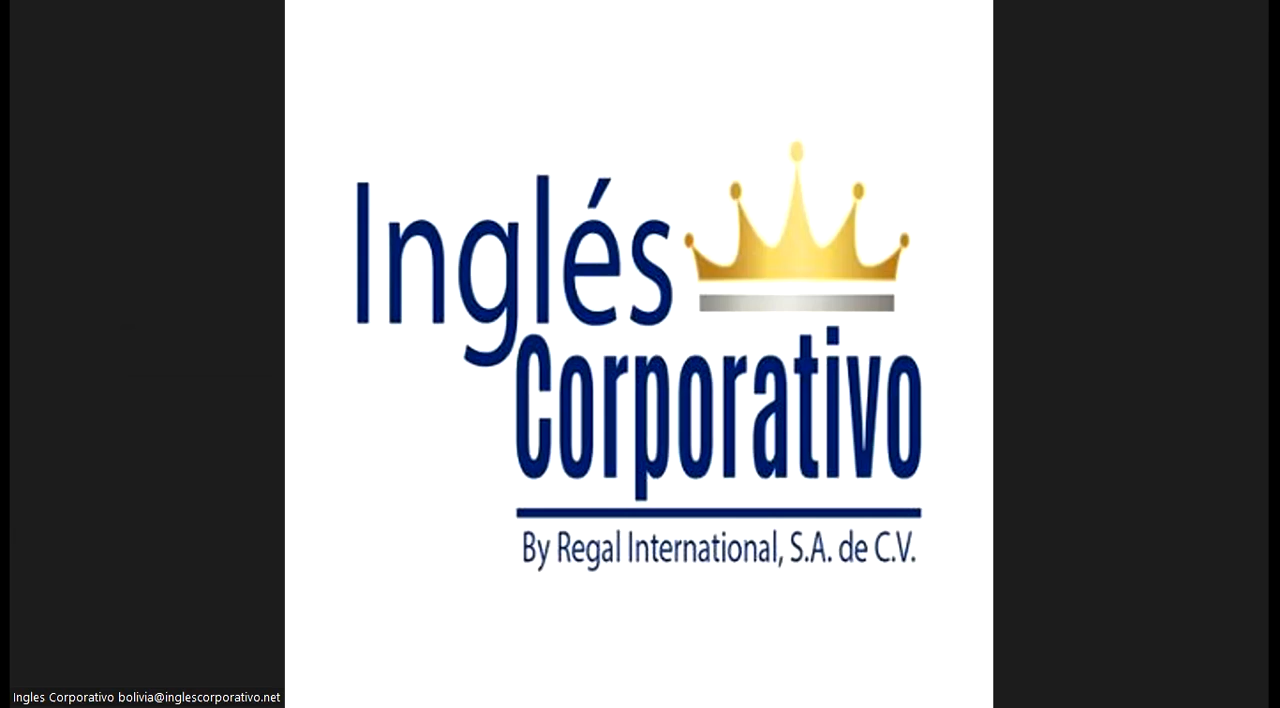 Inglés
Corporativo
By Regal International, S.A. de C.V.
Ingles Corporativo bolivia@inglescorporativo.net